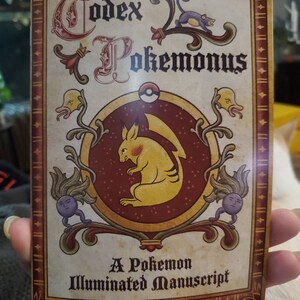 Codex
Pokemonus
A Pokemon
Illuminated Manuscript